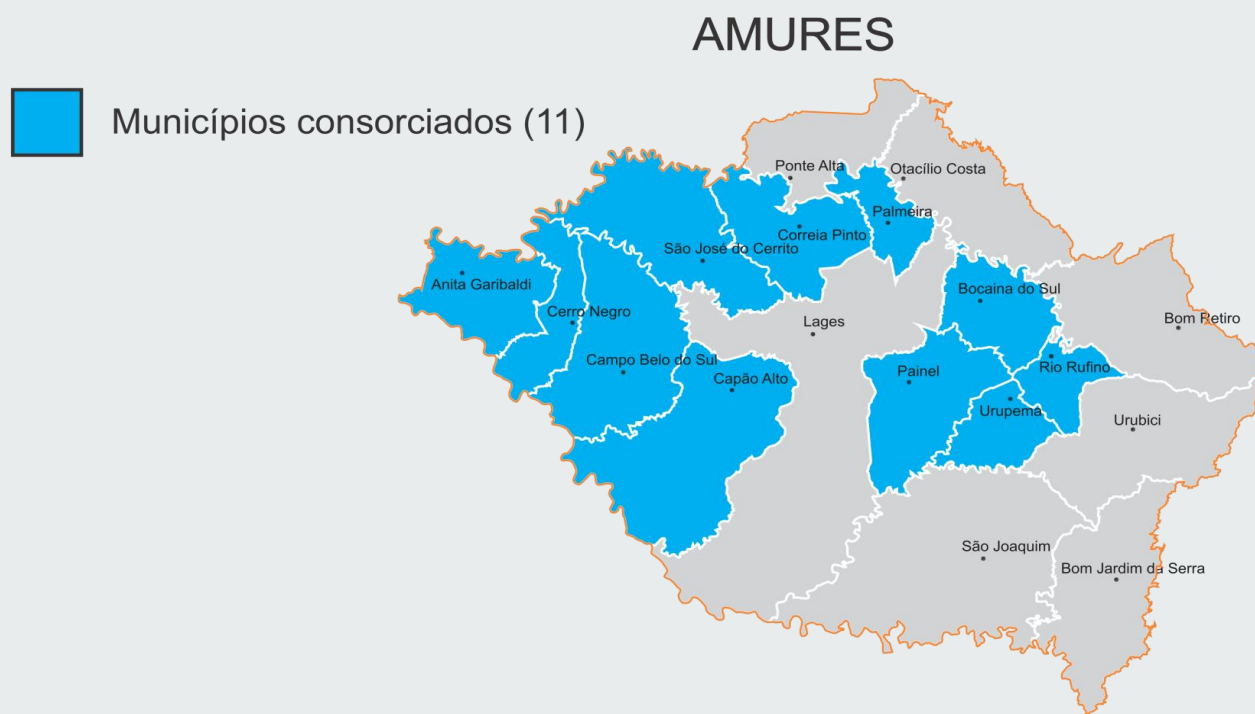 AMURES
Municípios consorciados (11)
Ponte Alta
Otacílio Costa
Palmeira
Correia Pinto
São José do Cerrito
Anita Garibaldi
Bocaina do Sul
Cerro Negro
Lages
Bom Retiro
Campo Belo do Sul
Capão Alto
Painel
Rio Rufino
Urupema
Urubici
São Joaquim
Bom Jardim da Serra